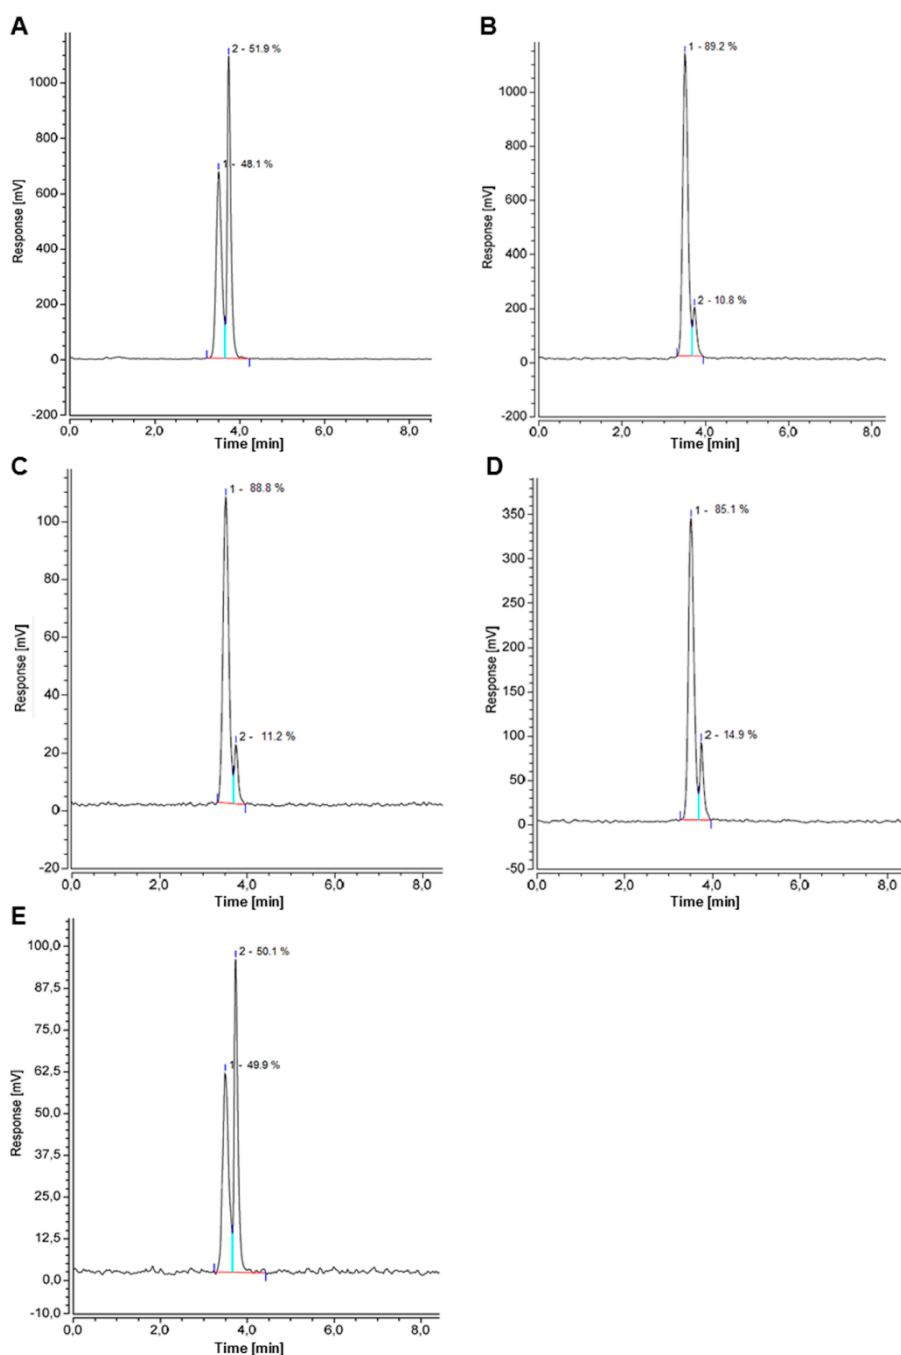 A
2 - 51.9 %
1 - 48.1 %
1000
800
600
400
200
0
-200
Response [mV]
0,0 2,0 4,0 6,0 8,0
Time [min]
B
1 - 89.2 %
2 - 10.8 %
1000
800
600
400
200
0
-200
Response [mV]
0,0 2,0 4,0 6,0 8,0
Time [min]
C
1 - 88.8 %
2 - 11.2 %
100
80
60
40
20
0
-20
Response [mV]
0,0 2,0 4,0 6,0 8,0
Time [min]
D
1 - 85.1 %
2 - 14.9 %
350
300
250
200
150
100
50
0
-50
Response [mV]
0,0 2,0 4,0 6,0 8,0
Time [min]
E
2 - 50.1 %
1 - 49.9 %
100,0
87,5
75,0
62,5
50,0
37,5
25,0
12,5
0,0
-10,0
Response [mV]
0,0 2,0 4,0 6,0 8,0
Time [min]